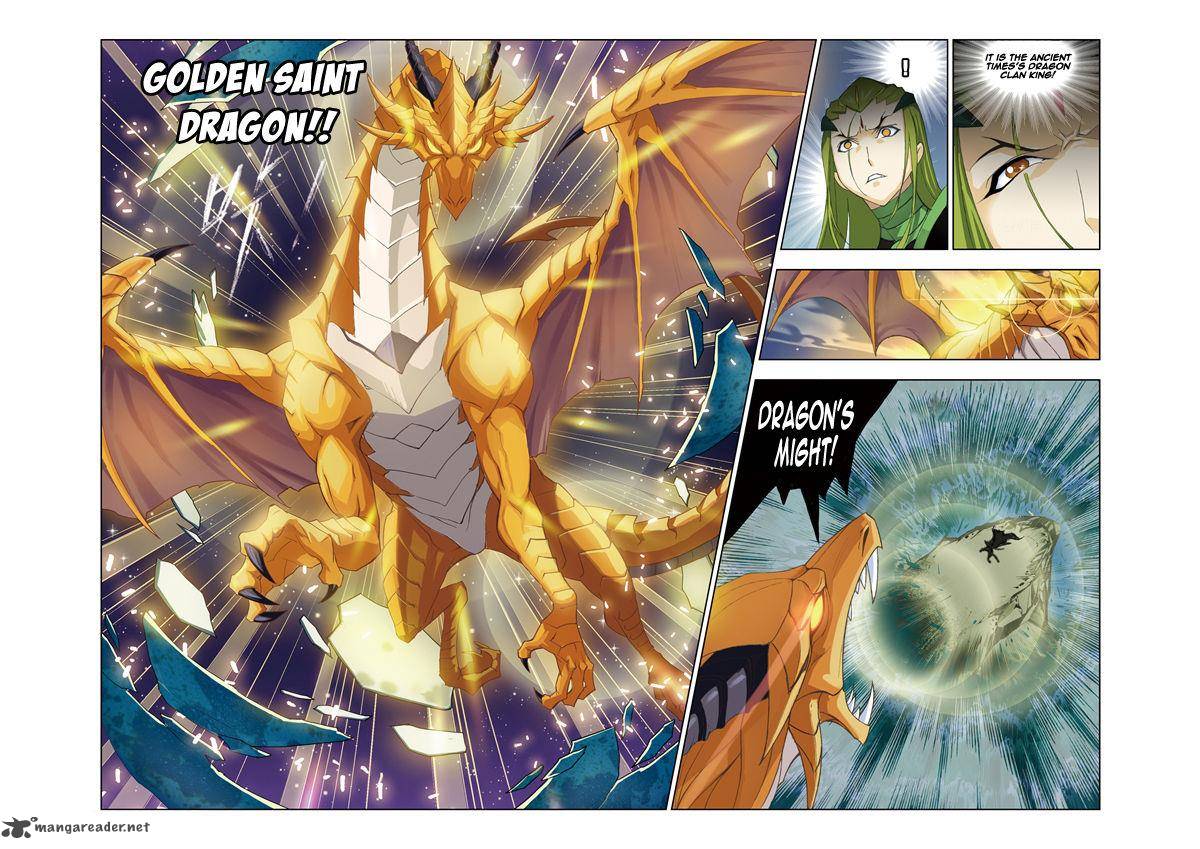 GOLDEN SAINT
DRAGON!!
!
IT IS THE ANCIENT
TIMES'S DRAGON
CLAN KING!
DRAGON'S
MIGHT!
mangareader.net